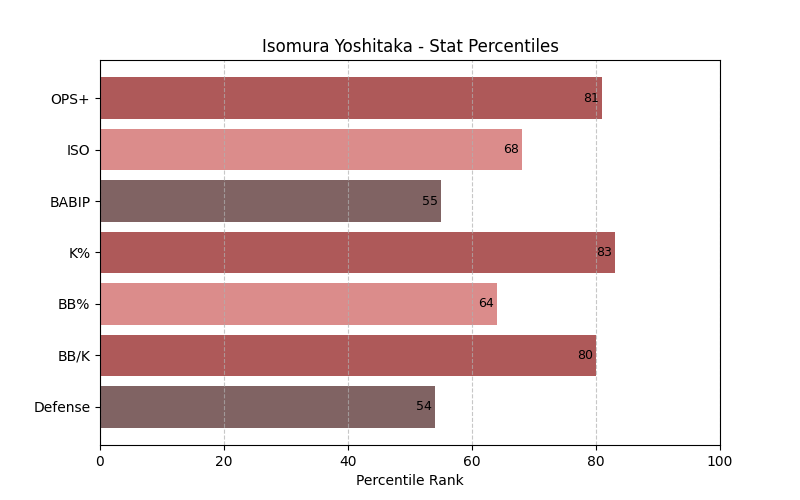 Isomura Yoshitaka - Stat Percentiles
OPS+ 81
ISO 68
BABIP 55
K% 83
BB% 64
BB/K 80
Defense 54
0 20 40 60 80 100
Percentile Rank